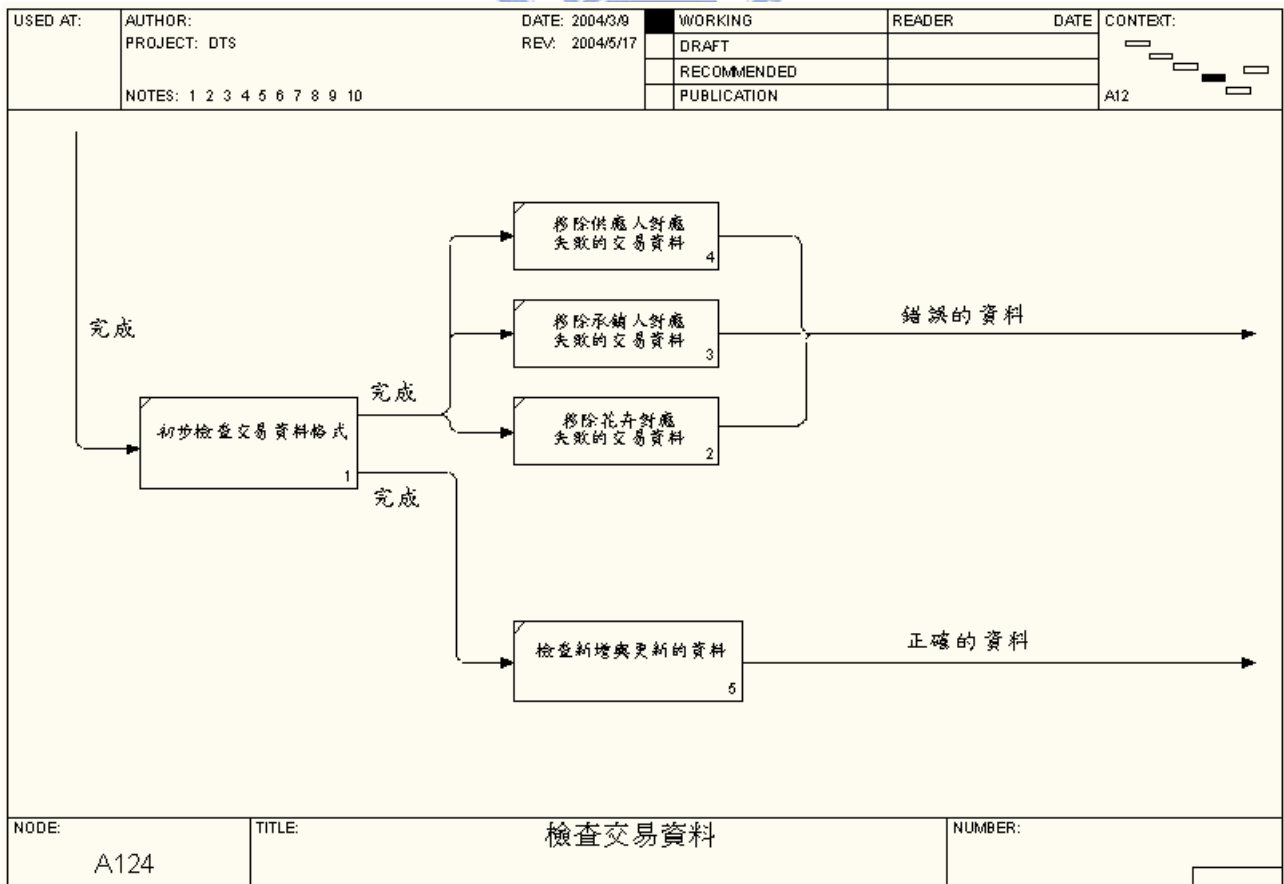 USED AT:
AUTHOR:
PROJECT: DTS
NOTES: 1 2 3 4 5 6 7 8 9 10
DATE: 2004/3/9
REV: 2004/5/17
WORKING
DRAFT
RECOMMENDED
PUBLICATION
READER
DATE
CONTEXT:
A12
完成
初步檢查交易資料格式
1
完成
完成
移除供應人對應
失敗的交易資料
4
移除承銷人對應
失敗的交易資料
3
移除花卉對應
失敗的交易資料
2
錯誤的資料
檢查新增與更新的資料
5
正確的資料
NODE:
A124
TITLE:
檢查交易資料
NUMBER: